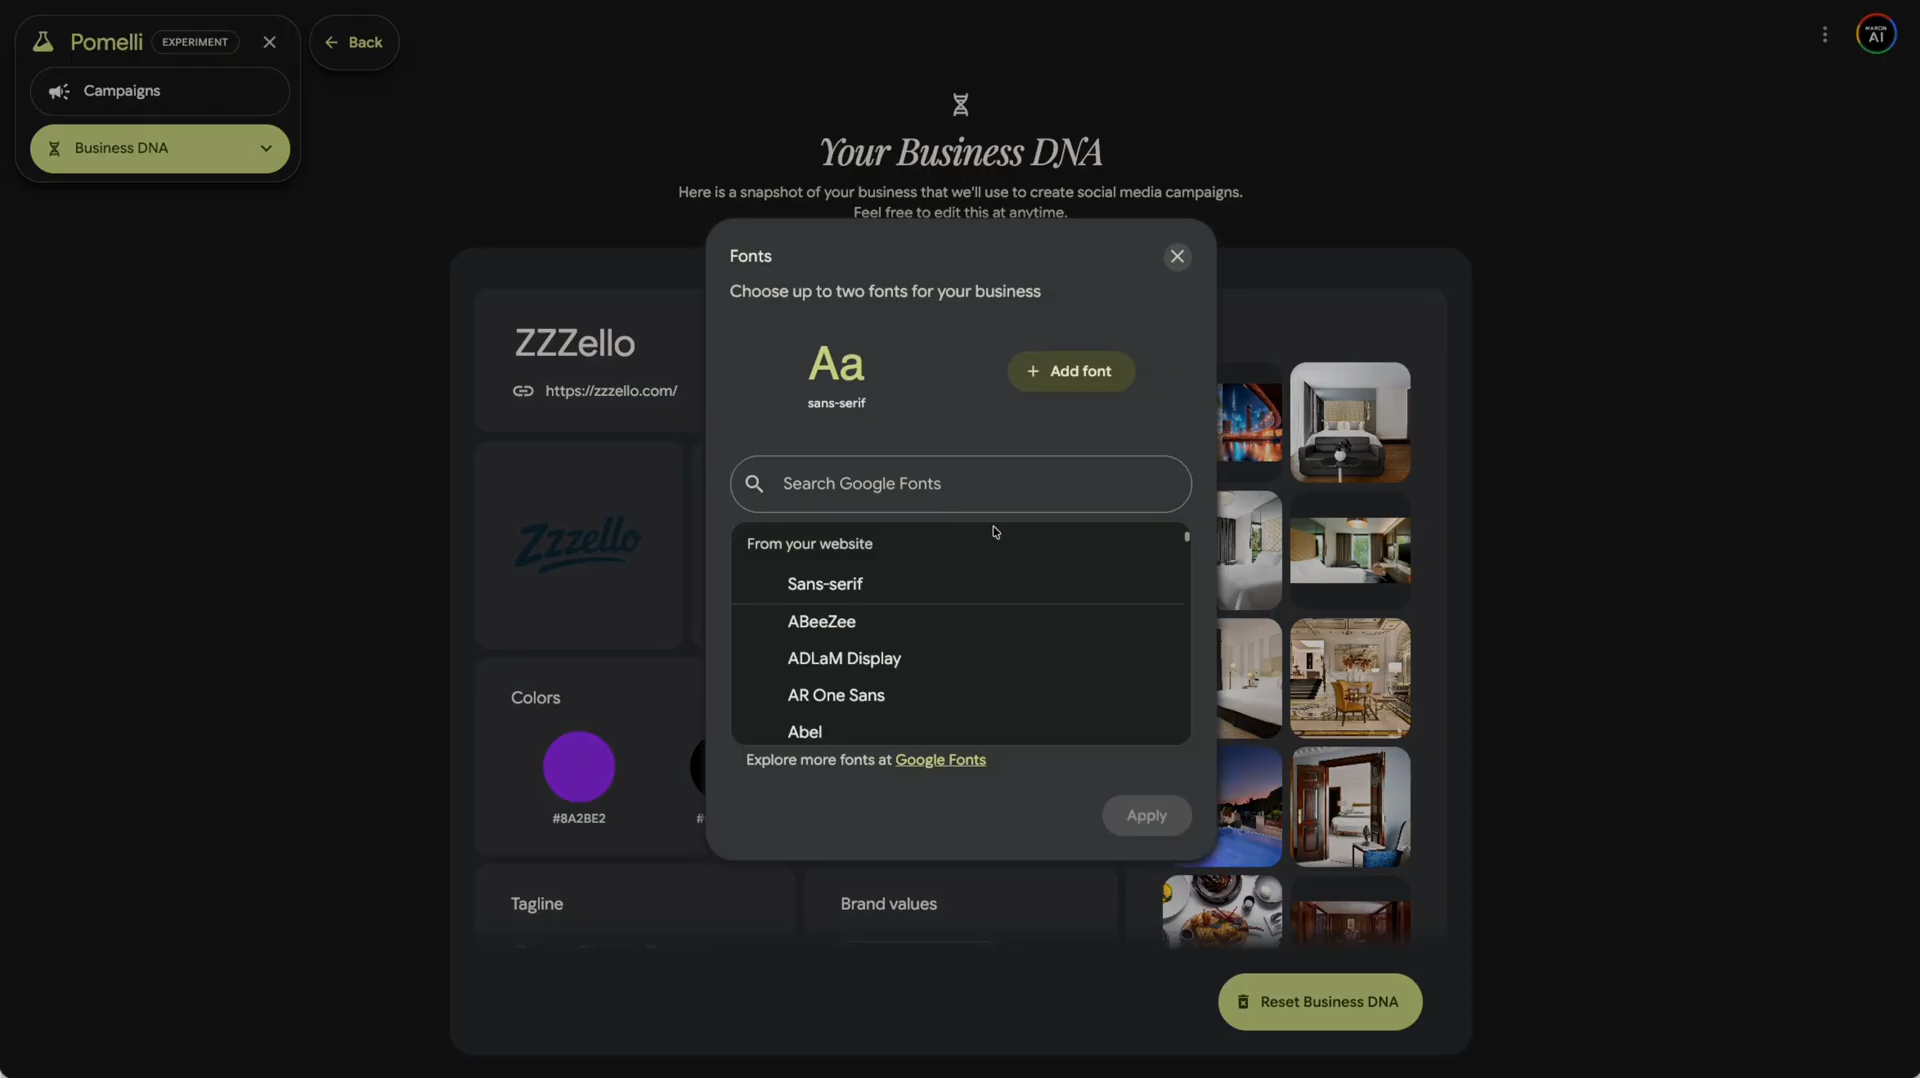 Pomelli
EXPERIMENT
Back
Campaigns
Business DNA
MARCIN
AI
Your Business DNA
Here is a snapshot of your business that we'll use to create social media campaigns.
Feel free to edit this at anytime.
Fonts
Choose up to two fonts for your business
Aa
sans-serif
+ Add font
Search Google Fonts
From your website
Sans-serif
ABeeZee
ADLaM Display
AR One Sans
Abel
Explore more fonts at Google Fonts
Apply
ZZZello
https://zzzello.com/
Zzzello
Colors
#8A2BE2
#
Tagline
Brand values
Reset Business DNA